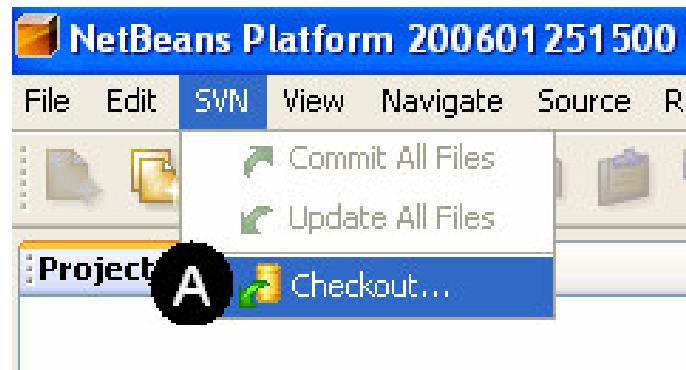 NetBeans Platform 200601251500
File Edit SVN View Navigate Source R
Commit All Files
Update All Files
Project
A Checkout...